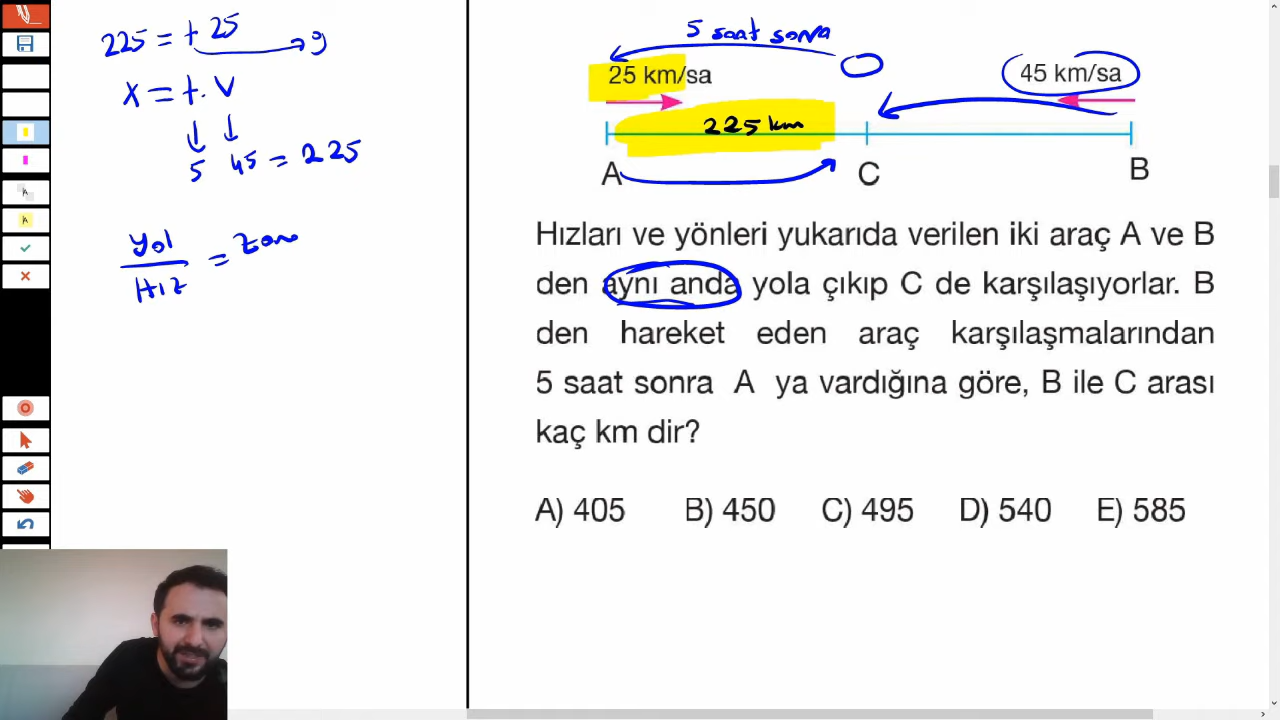 225 = t 25
9
x = t. V
5 45 = 225
Yol
Hız
= Zam
5 saat sonra
25 km/sa
45 km/sa
225 km
A
C
B
Hızları ve yönleri yukarıda verilen iki araç A ve B
den aynı anda yola çıkıp C de karşılaşıyorlar. B
den hareket eden araç karşılaşmalarından
5 saat sonra A ya vardığına göre, B ile C arası
kaç km dir?
A) 405 B) 450 C) 495 D) 540 E) 585